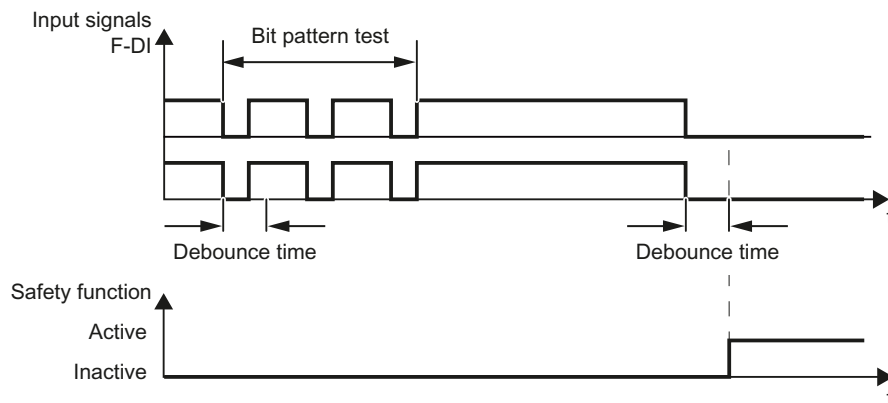 Input signals
F-DI
Bit pattern test
Debounce time
Debounce time
Safety function
Active
Inactive